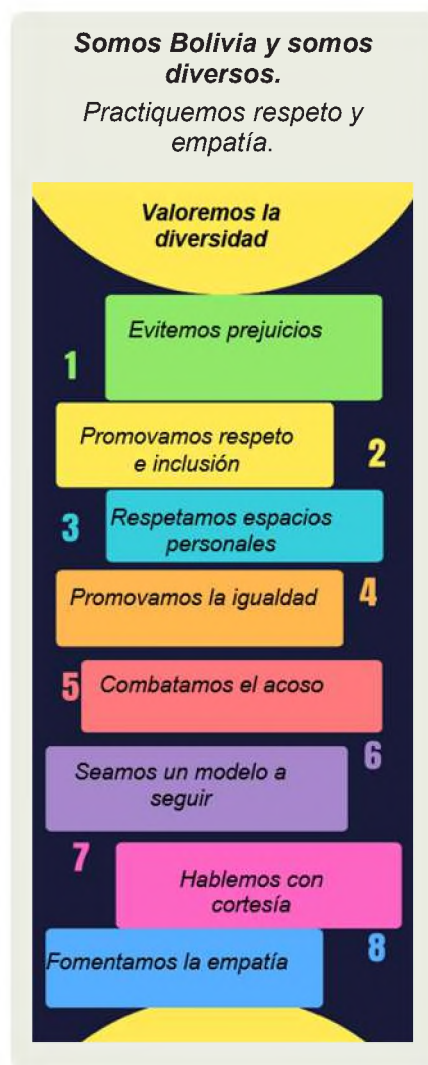 Somos Bolivia y somos
diversos.
Practiquemos respeto y
empatía.
Valoremos la
diversidad
Evitemos prejuicios
1
Promovamos respeto
e inclusión
2
3
Respetamos espacios
personales
Promovamos la igualdad
4
5
Combatamos el acoso
6
Seamos un modelo a
seguir
7
Hablemos con
cortesía
8
Fomentamos la empatía